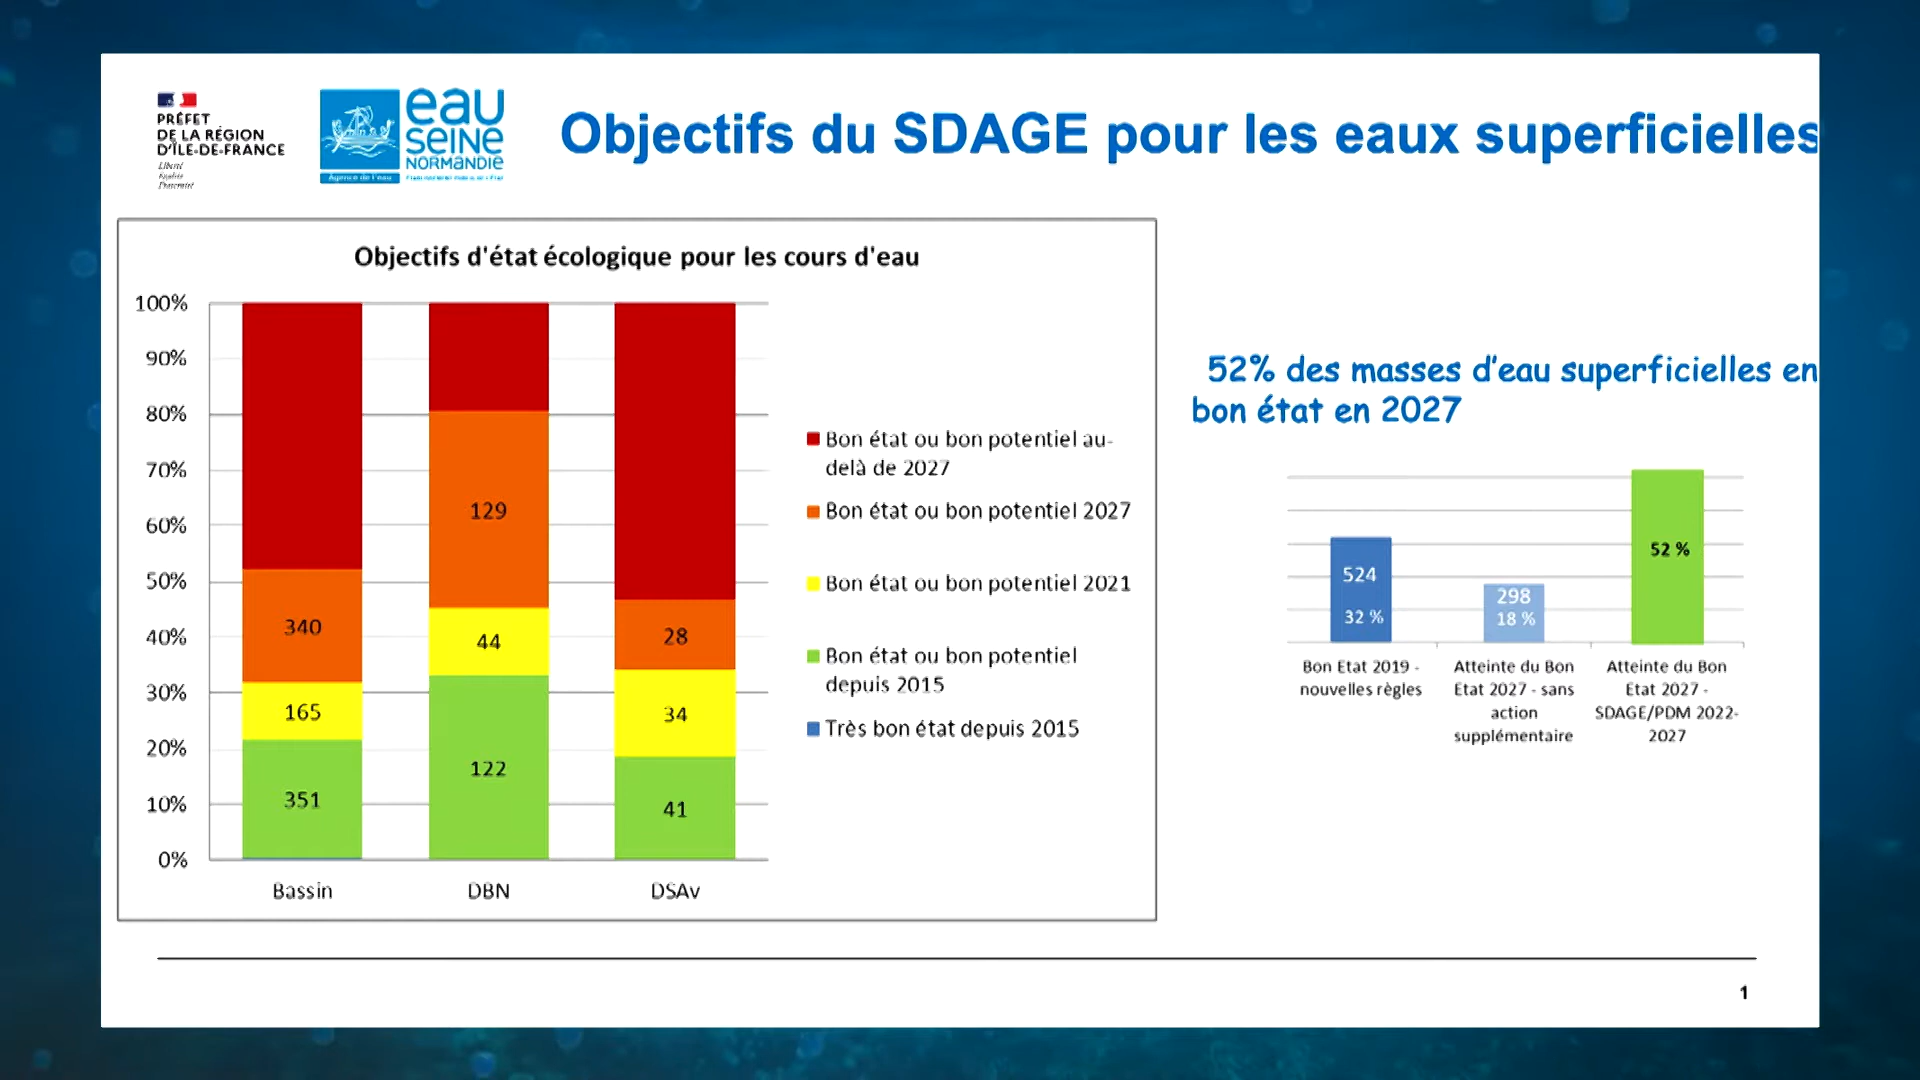 PRÉFET
DE LA RÉGION
D'ÎLE-DE-FRANCE
Liberté
Égalité
Fraternité
eau
SEINE
NORMANDIE
Agence de l'eau
Objectifs du SDAGE pour les eaux superficielles
Objectifs d'état écologique pour les cours d'eau
100%
90%
80%
70%
60%
50%
40%
30%
20%
10%
0%
340
165
351
129
44
122
28
34
41
Bassin
DBN
DSAv
Bon état ou bon potentiel au-
delà de 2027
Bon état ou bon potentiel 2027
Bon état ou bon potentiel 2021
Bon état ou bon potentiel
depuis 2015
Très bon état depuis 2015
52% des masses d'eau superficielles en
bon état en 2027
524
32 %
298
18 %
52 %
Bon Etat 2019 -
nouvelles règles
Atteinte du Bon
Etat 2027 - sans
action
supplémentaire
Atteinte du Bon
Etat 2027 -
SDAGE/PDM 2022-
2027
1